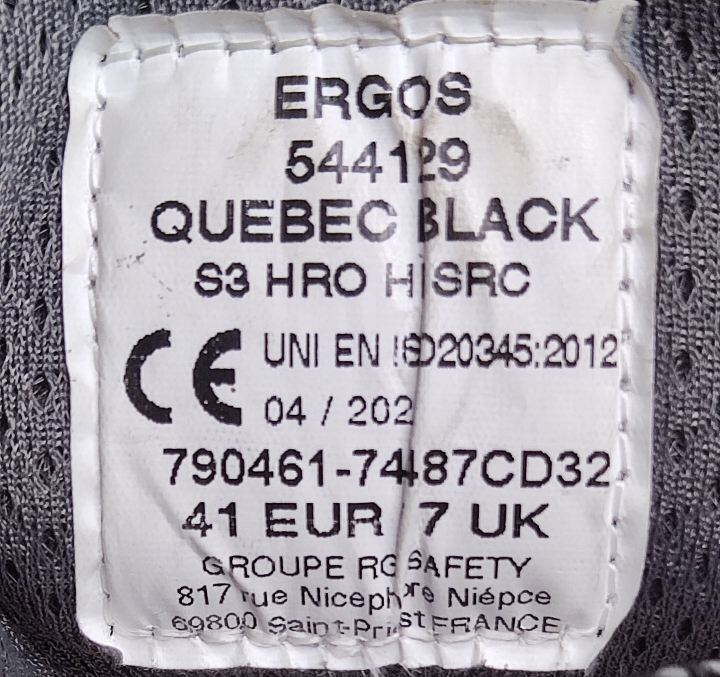 ERGOS
544129
QUEBEC BLACK
S3 HRO HI SRC
CE UNI EN ISO20345:2012
04 / 202
790461-74487CD32
41 EUR 7 UK
GROUPE RG SAFETY
817 rue Nicephore Niépce
69800 Saint-Priest FRANCE